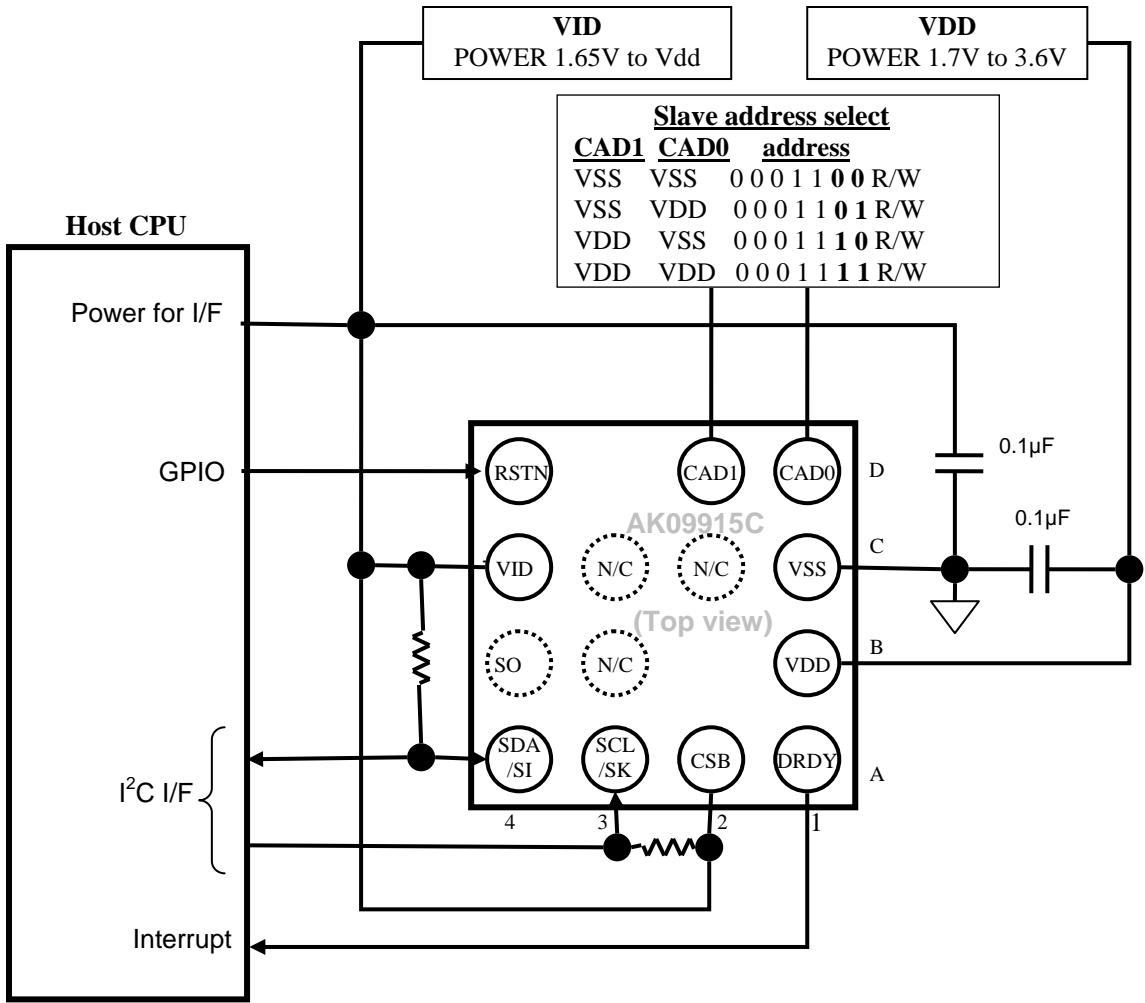 VID
POWER 1.65V to Vdd
VDD
POWER 1.7V to 3.6V
Slave address select
CAD1 CAD0 address
VSS VSS 0 0 0 1 1 0 0 R/W
VSS VDD 0 0 0 1 1 0 1 R/W
VDD VSS 0 0 0 1 1 1 0 R/W
VDD VDD 0 0 0 1 1 1 1 R/W
Host CPU
Power for I/F
GPIO
I²C I/F
Interrupt
0.1µF
0.1µF
RSTN
CAD1
CAD0
D
AK09915C
VID
N/C
N/C
VSS
C
(Top view)
SO
N/C
VDD
B
SDA
/SI
SCL
/SK
CSB
DRDY
A
4
3
2
1